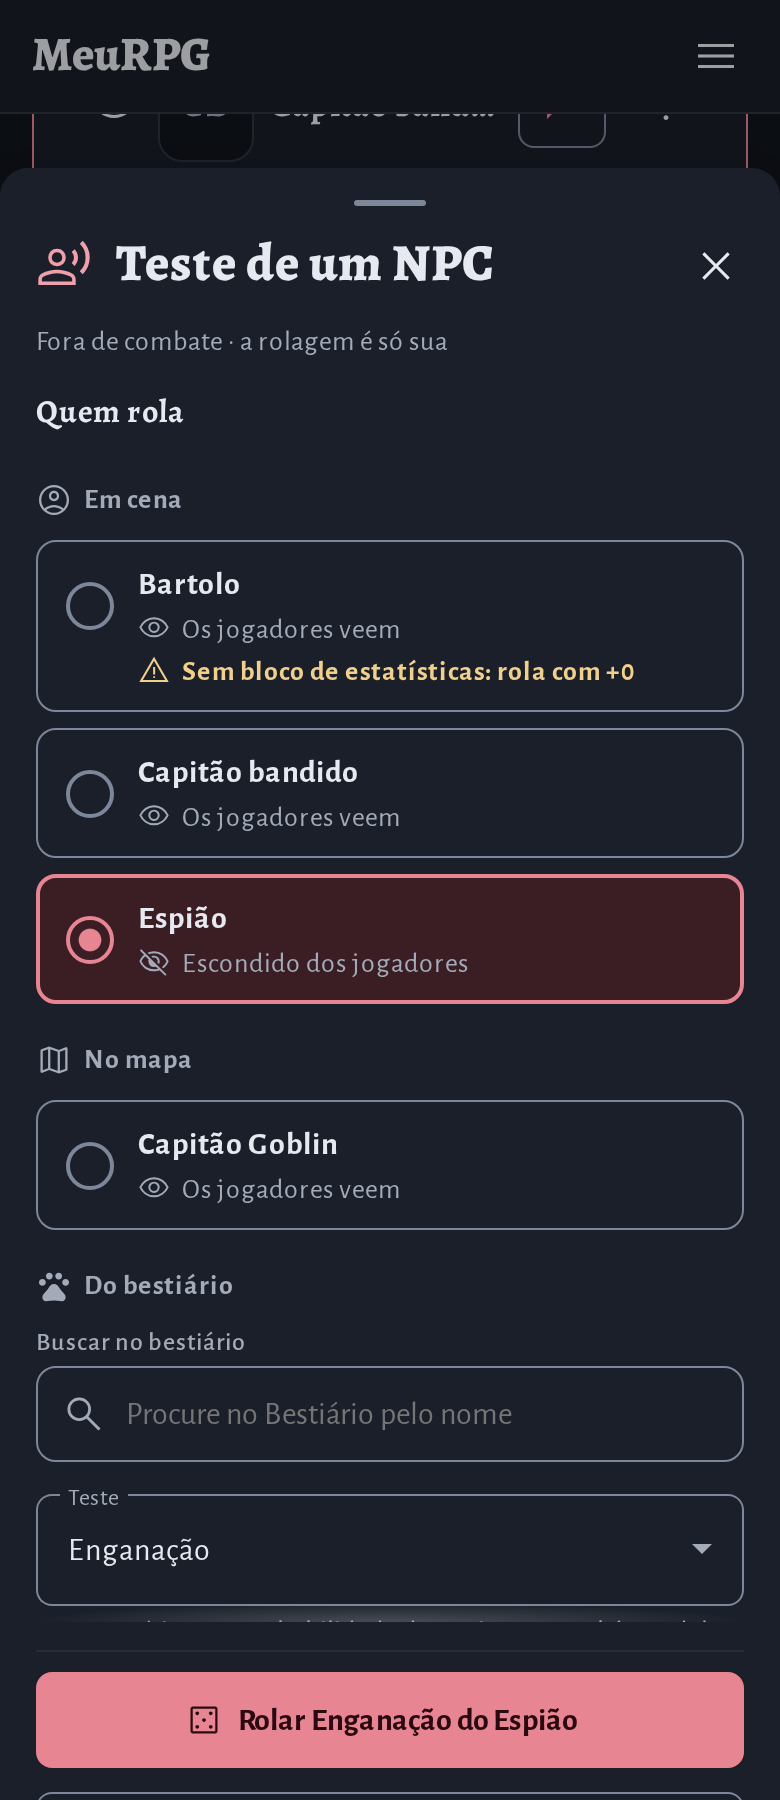 MeuRPG
Teste de um NPC
Fora de combate · a rolagem é só sua
Quem rola
Em cena
Bartolo
Os jogadores veem
Sem bloco de estatísticas: rola com +0
Capitão bandido
Os jogadores veem
Espião
Escondido dos jogadores
No mapa
Capitão Goblin
Os jogadores veem
Do bestiário
Buscar no bestiário
Procure no Bestiário pelo nome
Teste
Enganação
Rolar Enganação do Espião